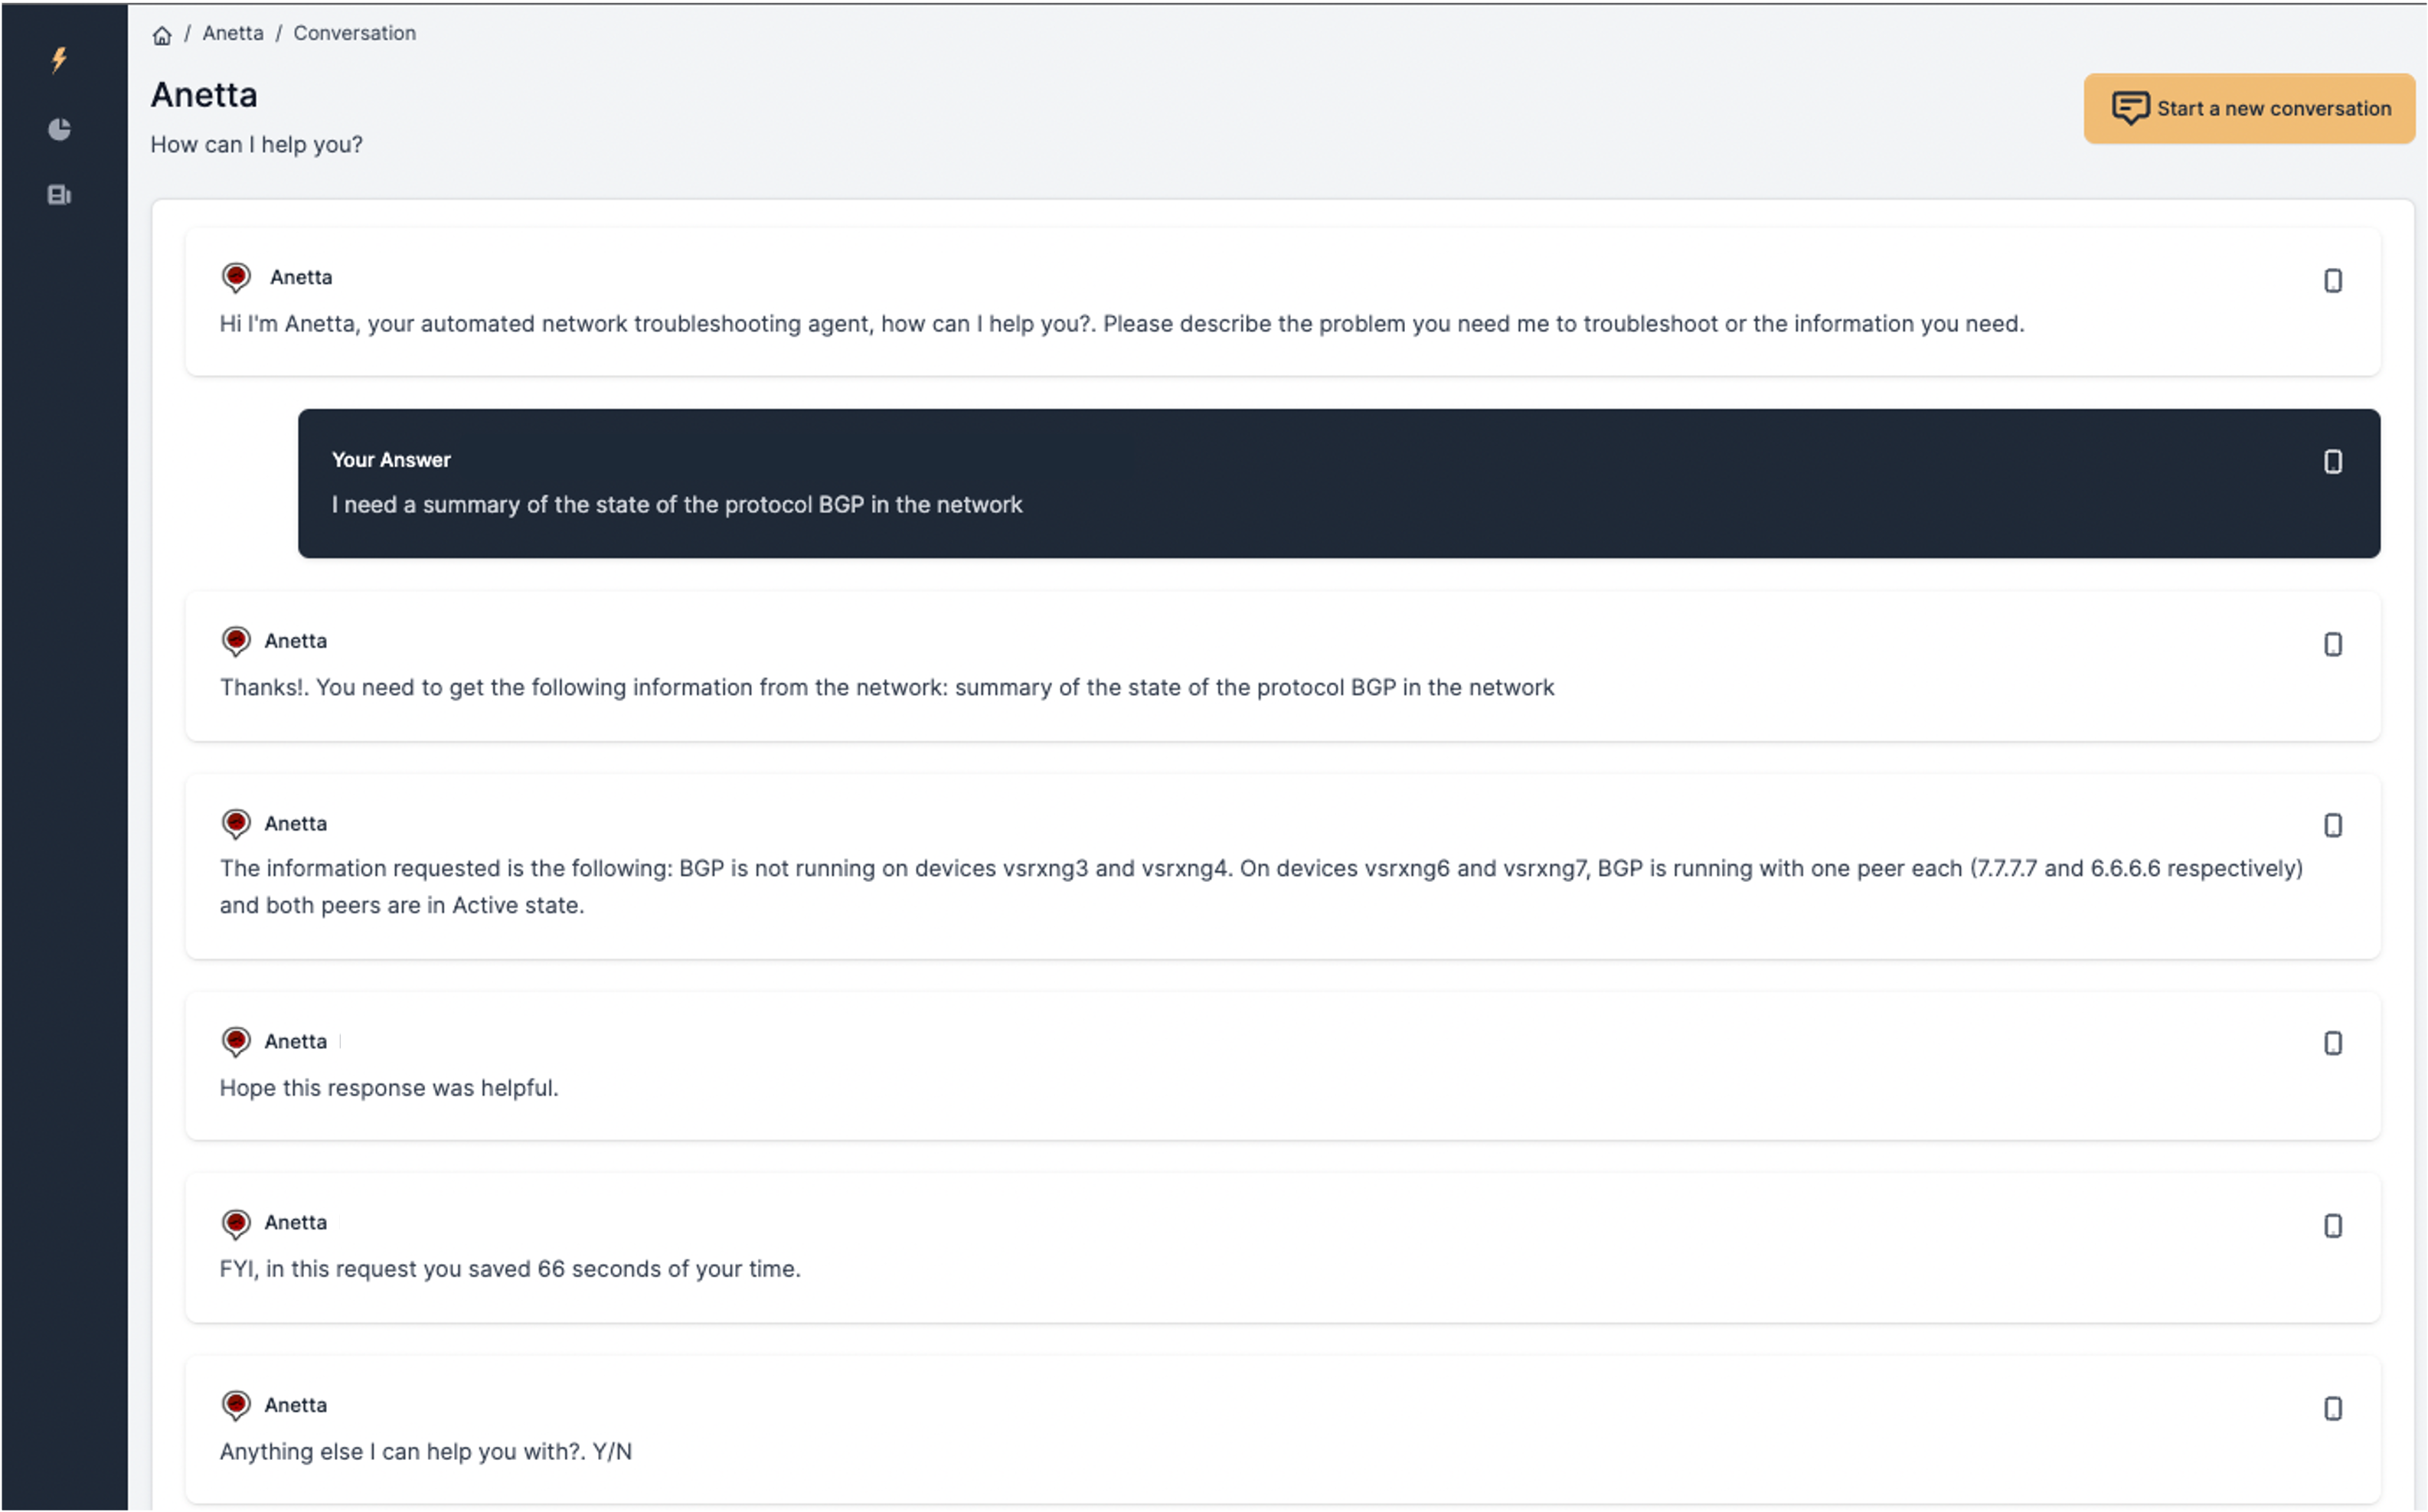 / Anetta / Conversation
Anetta
How can I help you?
Start a new conversation
Anetta
Hi I'm Anetta, your automated network troubleshooting agent, how can I help you?. Please describe the problem you need me to troubleshoot or the information you need.
Your Answer
I need a summary of the state of the protocol BGP in the network
Anetta
Thanks!. You need to get the following information from the network: summary of the state of the protocol BGP in the network
Anetta
The information requested is the following: BGP is not running on devices vsrxng3 and vsrxng4. On devices vsrxng6 and vsrxng7, BGP is running with one peer each (7.7.7.7 and 6.6.6.6 respectively)
and both peers are in Active state.
Anetta
Hope this response was helpful.
Anetta
FYI, in this request you saved 66 seconds of your time.
Anetta
Anything else I can help you with?. Y/N